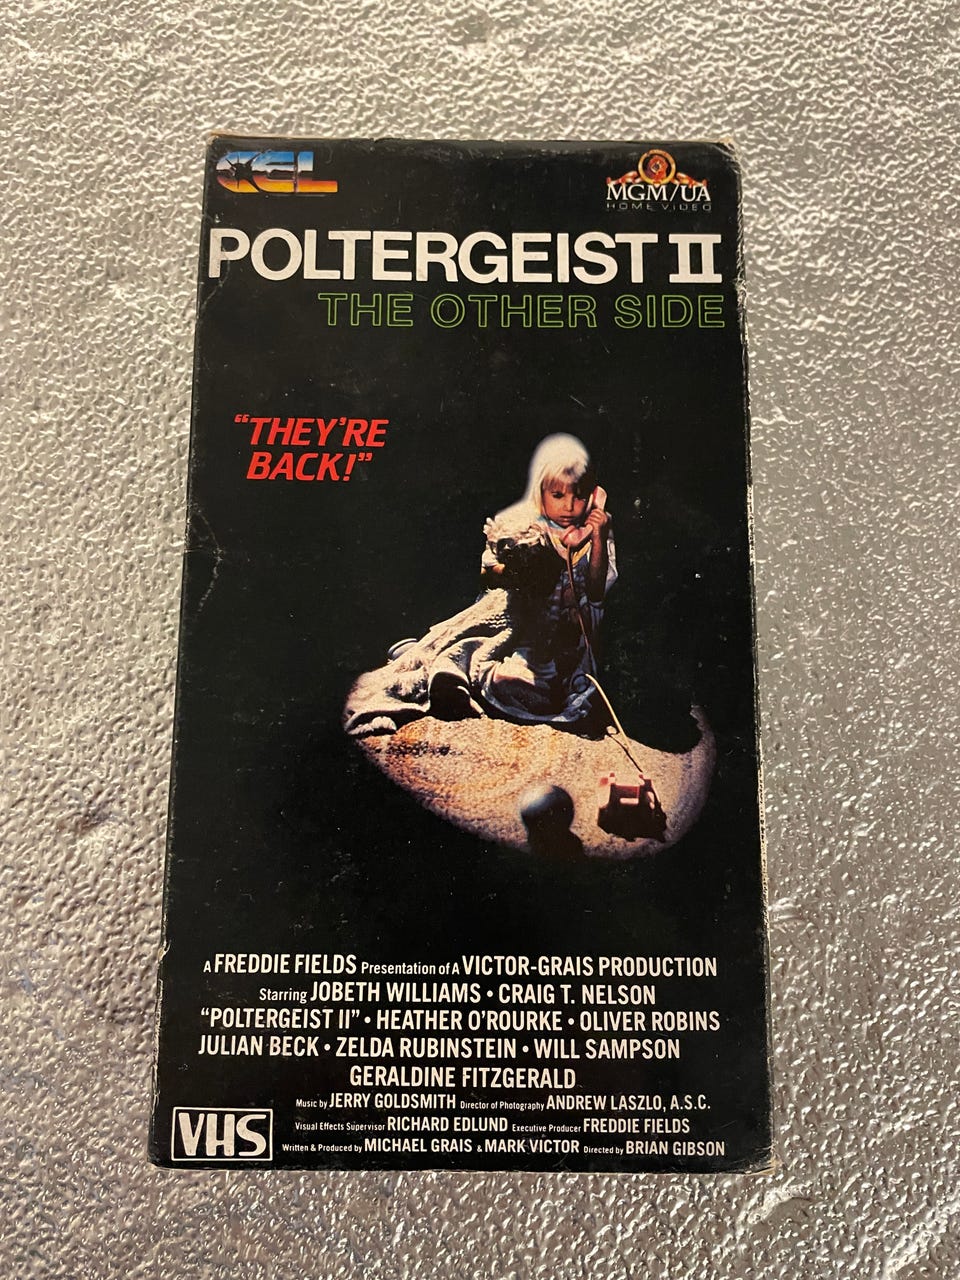 CEL
MGM/UA
HOME VIDEO
POLTERGEIST II
THE OTHER SIDE
"THEY'RE
BACK!"
A FREDDIE FIELDS Presentation of A VICTOR-GRAIS PRODUCTION
Starring JOBETH WILLIAMS • CRAIG T. NELSON
"POLTERGEIST II" • HEATHER O'ROURKE • OLIVER ROBINS
JULIAN BECK • ZELDA RUBINSTEIN • WILL SAMPSON
GERALDINE FITZGERALD
Music by JERRY GOLDSMITH Director of Photography ANDREW LASZLO, A.S.C.
Visual Effects Supervisor RICHARD EDLUND Executive Producer FREDDIE FIELDS
Written & Produced by MICHAEL GRAIS & MARK VICTOR Directed by BRIAN GIBSON
VHS